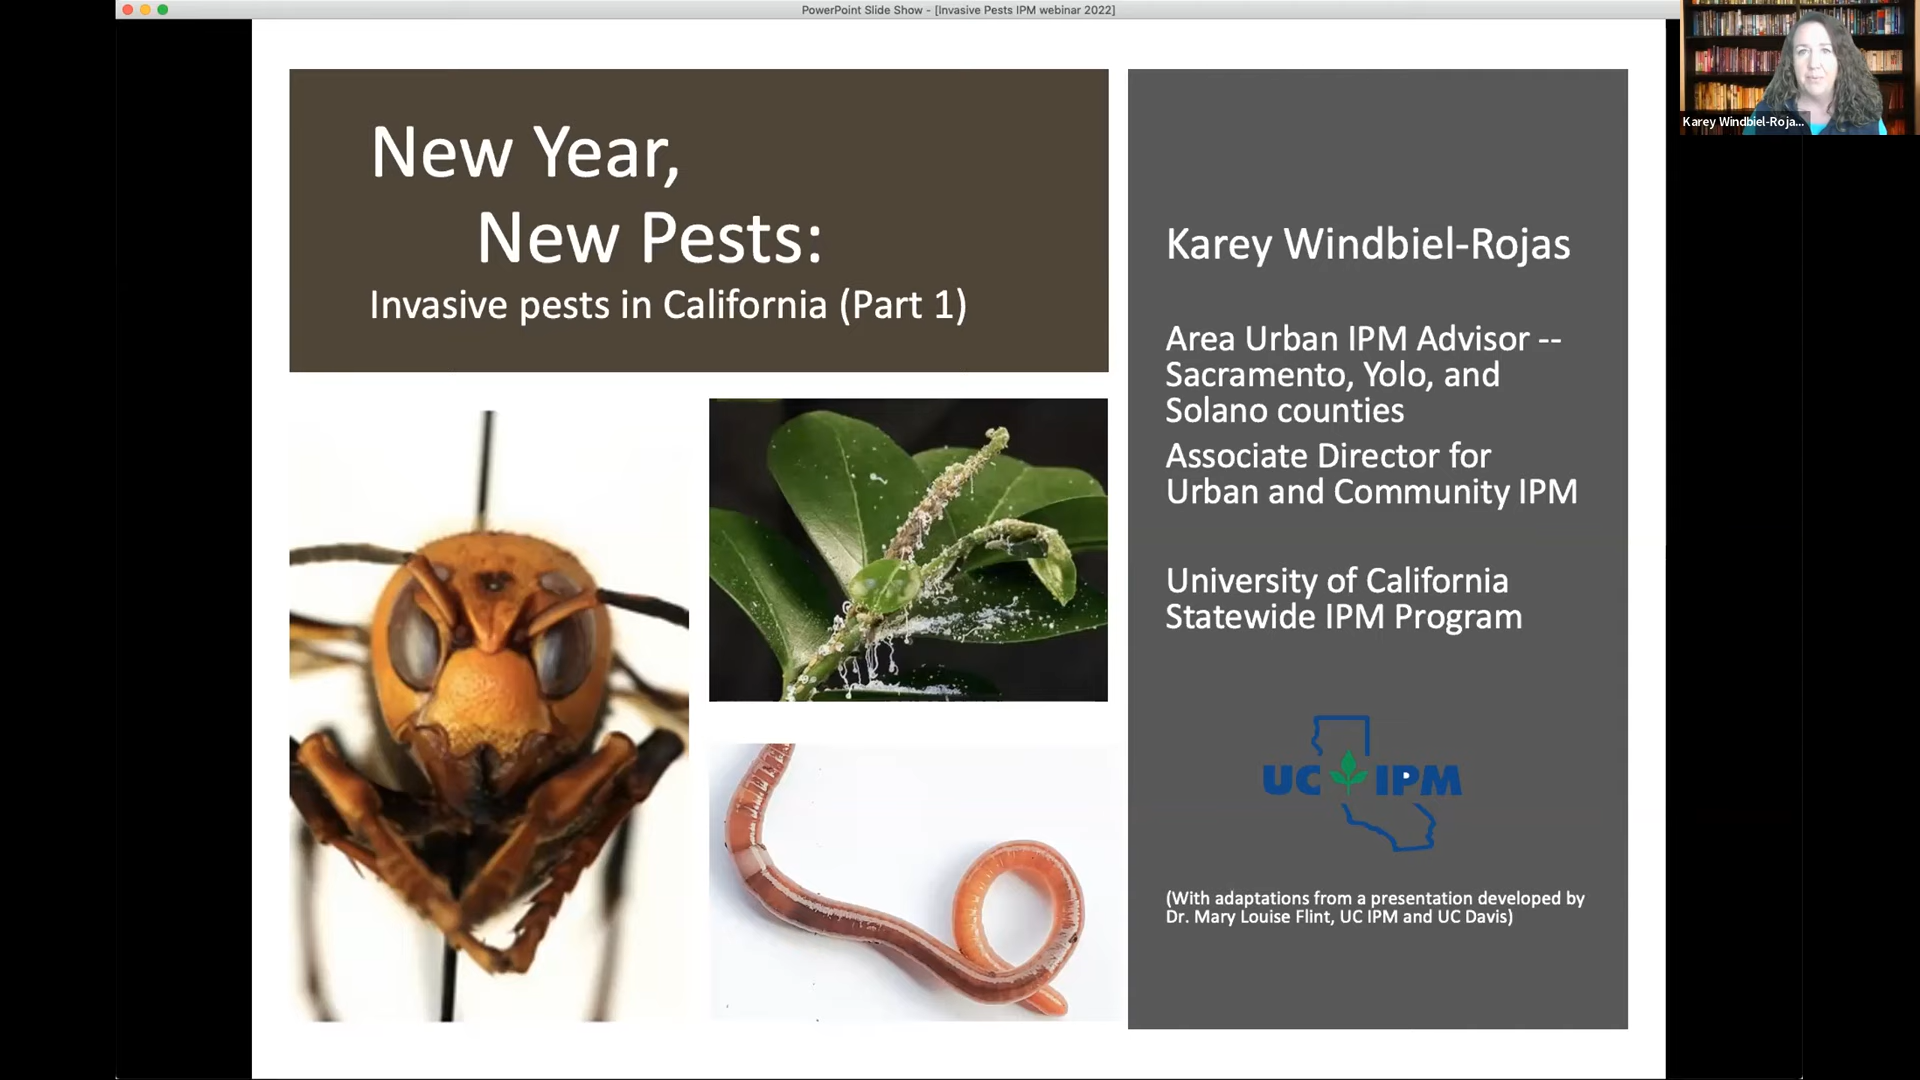 PowerPoint Slide Show - [Invasive Pests IPM webinar 2022]
Karey Windbiel-Roja...
New Year,
New Pests:
Invasive pests in California (Part 1)
Karey Windbiel-Rojas
Area Urban IPM Advisor --
Sacramento, Yolo, and
Solano counties
Associate Director for
Urban and Community IPM
University of California
Statewide IPM Program
UC IPM
(With adaptations from a presentation developed by
Dr. Mary Louise Flint, UC IPM and UC Davis)